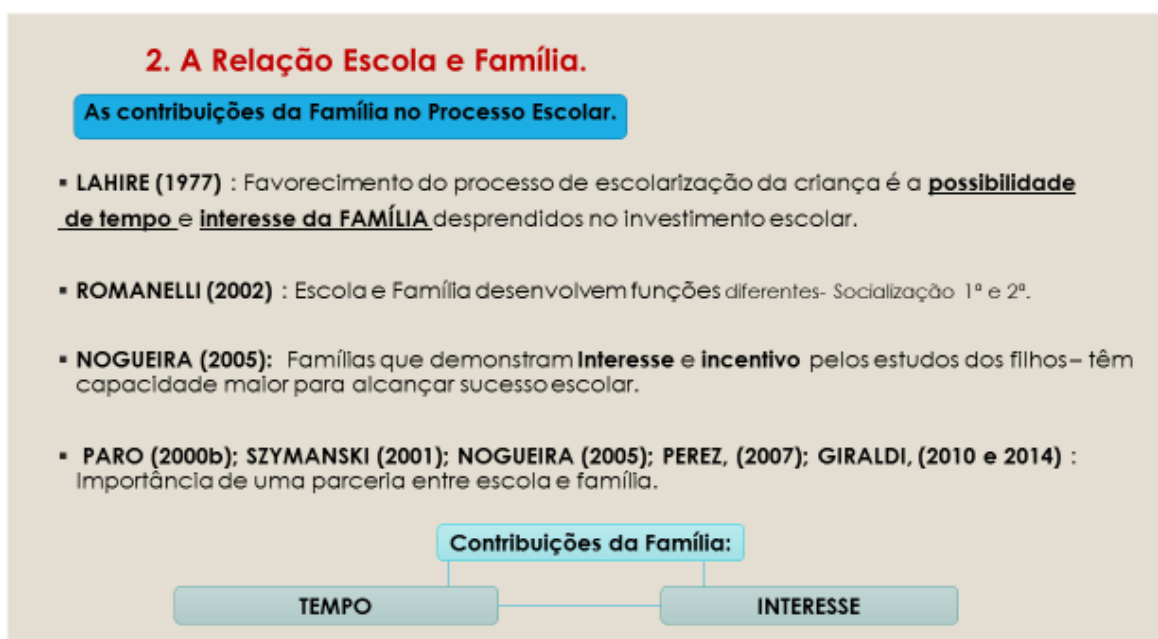 2. A Relação Escola e Família.
As contribuições da Família no Processo Escolar.
▪ LAHIRE (1977) : Favorecimento do processo de escolarização da criança é a possibilidade
de tempo e interesse da FAMÍLIA desprendidos no investimento escolar.
▪ ROMANELLI (2002) : Escola e Família desenvolvem funções diferentes- Socialização 1ª e 2ª.
▪ NOGUEIRA (2005): Famílias que demonstram Interesse e incentivo pelos estudos dos filhos– têm
capacidade maior para alcançar sucesso escolar.
▪ PARO (2000b); SZYMANSKI (2001); NOGUEIRA (2005); PEREZ, (2007); GIRALDI, (2010 e 2014) :
Importância de uma parceria entre escola e família.
Contribuições da Família:
TEMPO
INTERESSE